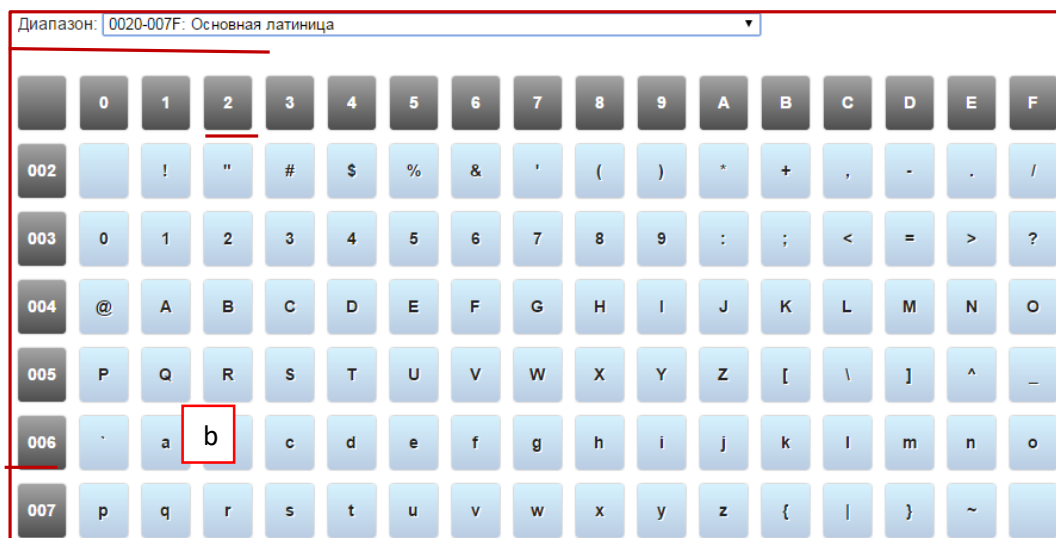 Диапазон: 0020-007F: Основная латиница
0 1 2 3 4 5 6 7 8 9 A B C D E F
002 ! " # $ % & ' ( ) * + , - . /
003 0 1 2 3 4 5 6 7 8 9 : ; < = > ?
004 @ A B C D E F G H I J K L M N O
005 P Q R S T U V W X Y Z [ \ ] ^ _
006 ` a b c d e f g h i j k l m n o
007 p q r s t u v w x y z { | } ~